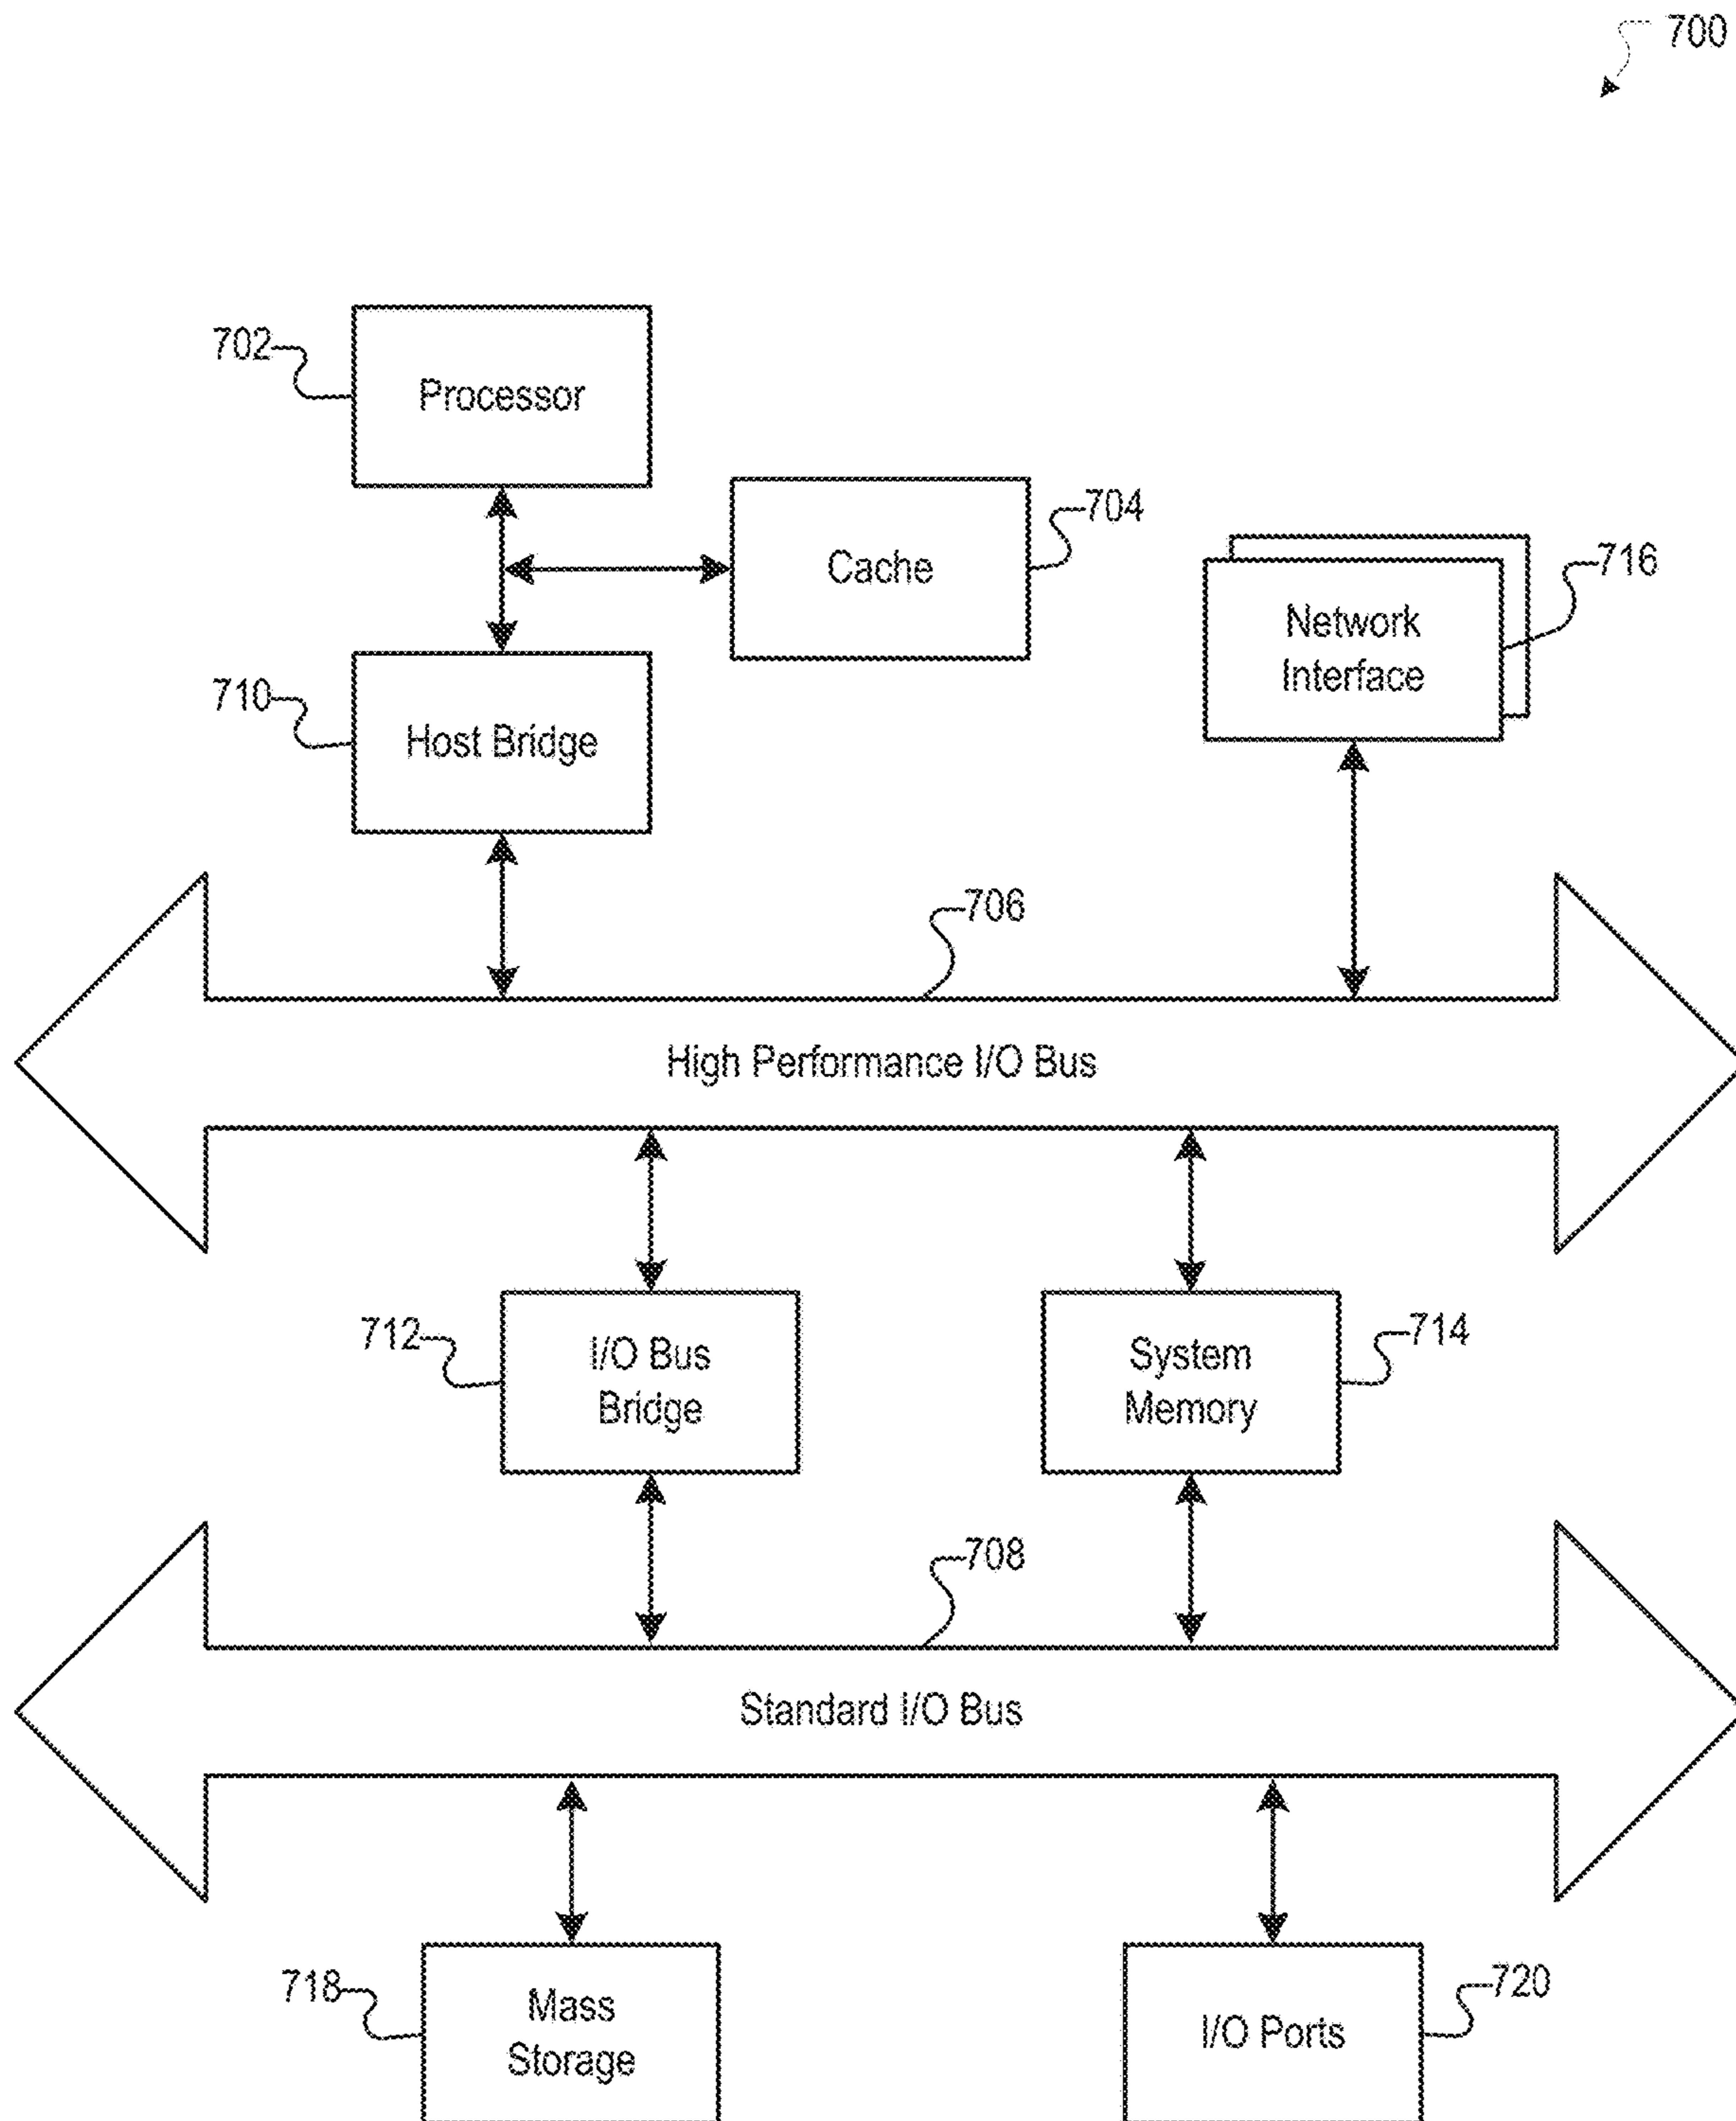 700
702
Processor
704
Cache
716
Network
Interface
710
Host Bridge
706
High Performance I/O Bus
712
I/O Bus
Bridge
714
System
Memory
708
Standard I/O Bus
718
Mass
Storage
720
I/O Ports